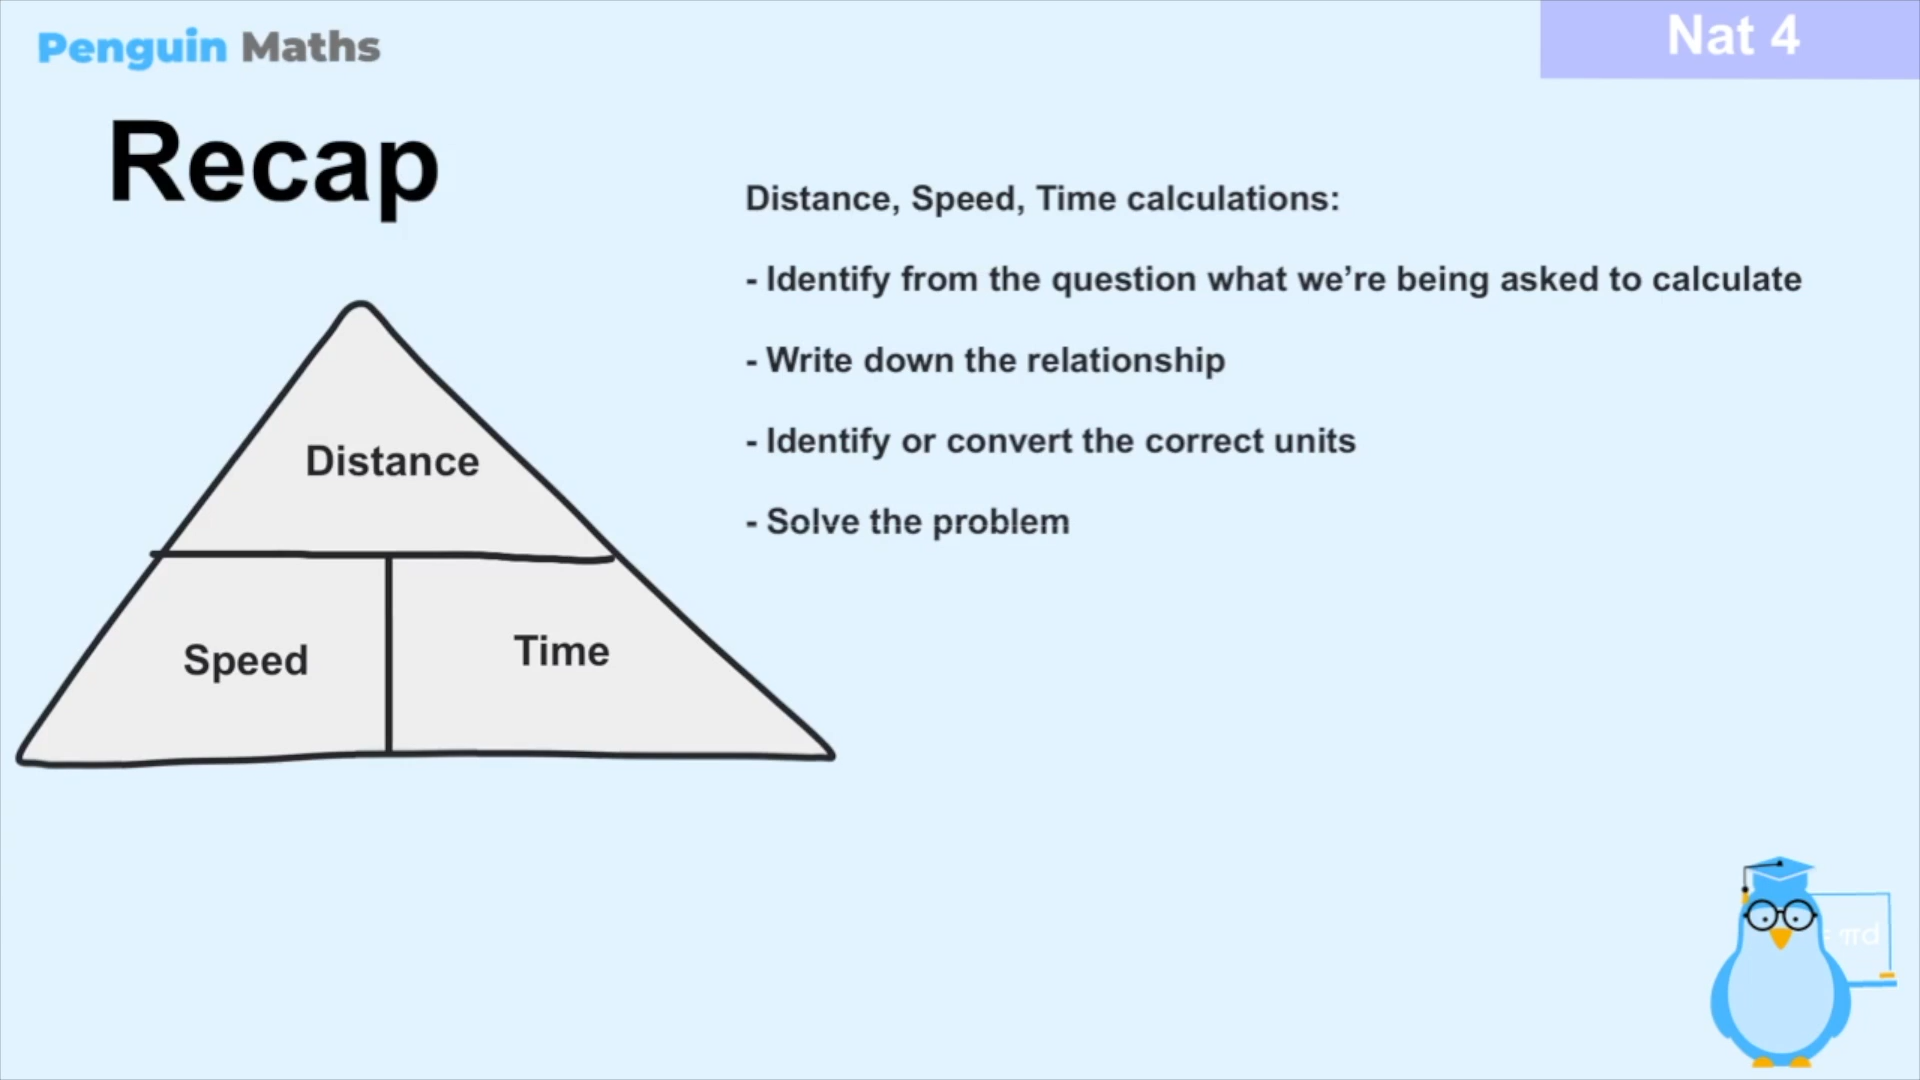 Penguin Maths
Nat 4
Recap
Distance, Speed, Time calculations:
- Identify from the question what we’re being asked to calculate
- Write down the relationship
- Identify or convert the correct units
- Solve the problem
Distance
Speed
Time
= πd